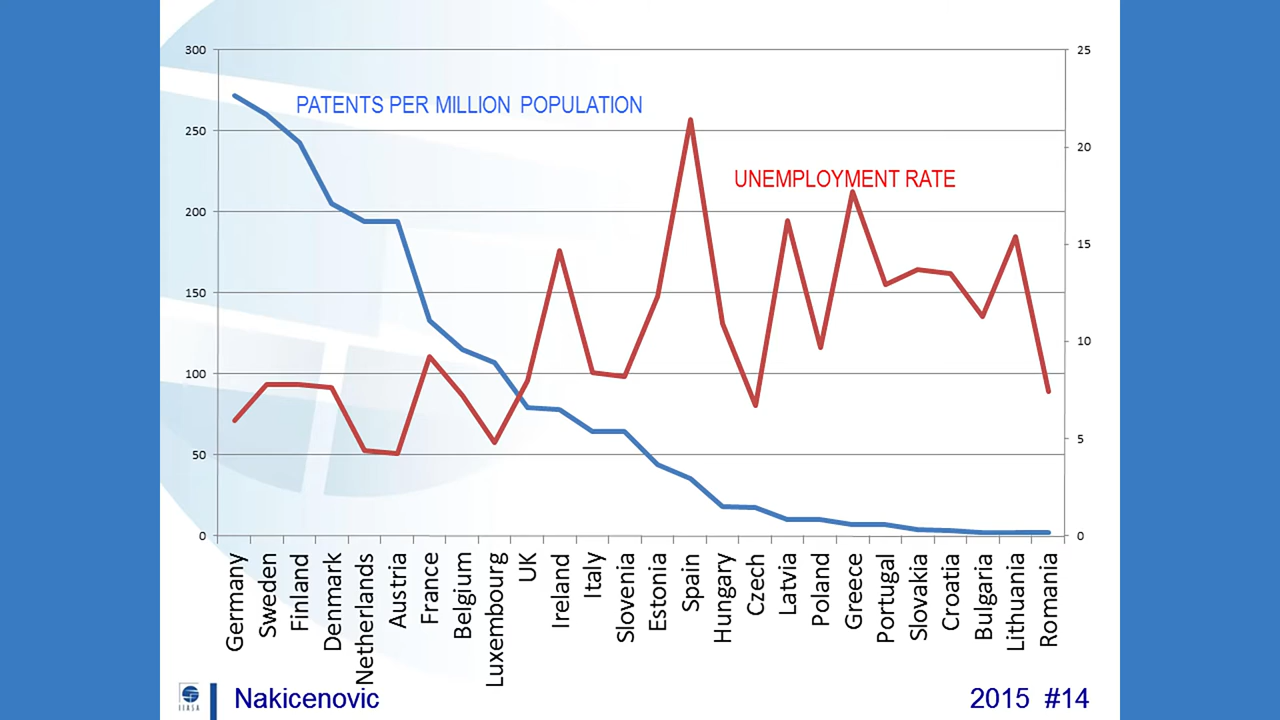 300
250
200
150
100
50
0
25
20
15
10
5
0
PATENTS PER MILLION POPULATION
UNEMPLOYMENT RATE
Germany
Sweden
Finland
Denmark
Netherlands
Austria
France
Belgium
Luxembourg
UK
Ireland
Italy
Slovenia
Estonia
Spain
Hungary
Czech
Latvia
Poland
Greece
Portugal
Slovakia
Croatia
Bulgaria
Lithuania
Romania
IIASA
Nakicenovic
2015 #14